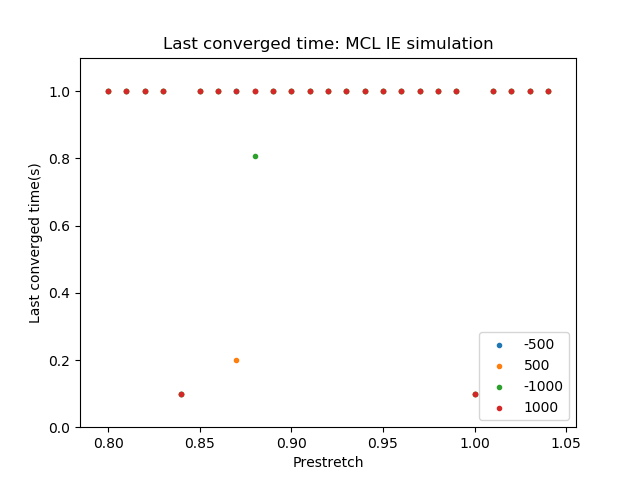 Last converged time: MCL IE simulation
Last converged time(s)
1.0
0.8
0.6
0.4
0.2
0.0
0.80 0.85 0.90 0.95 1.00 1.05
Prestretch
-500
500
-1000
1000